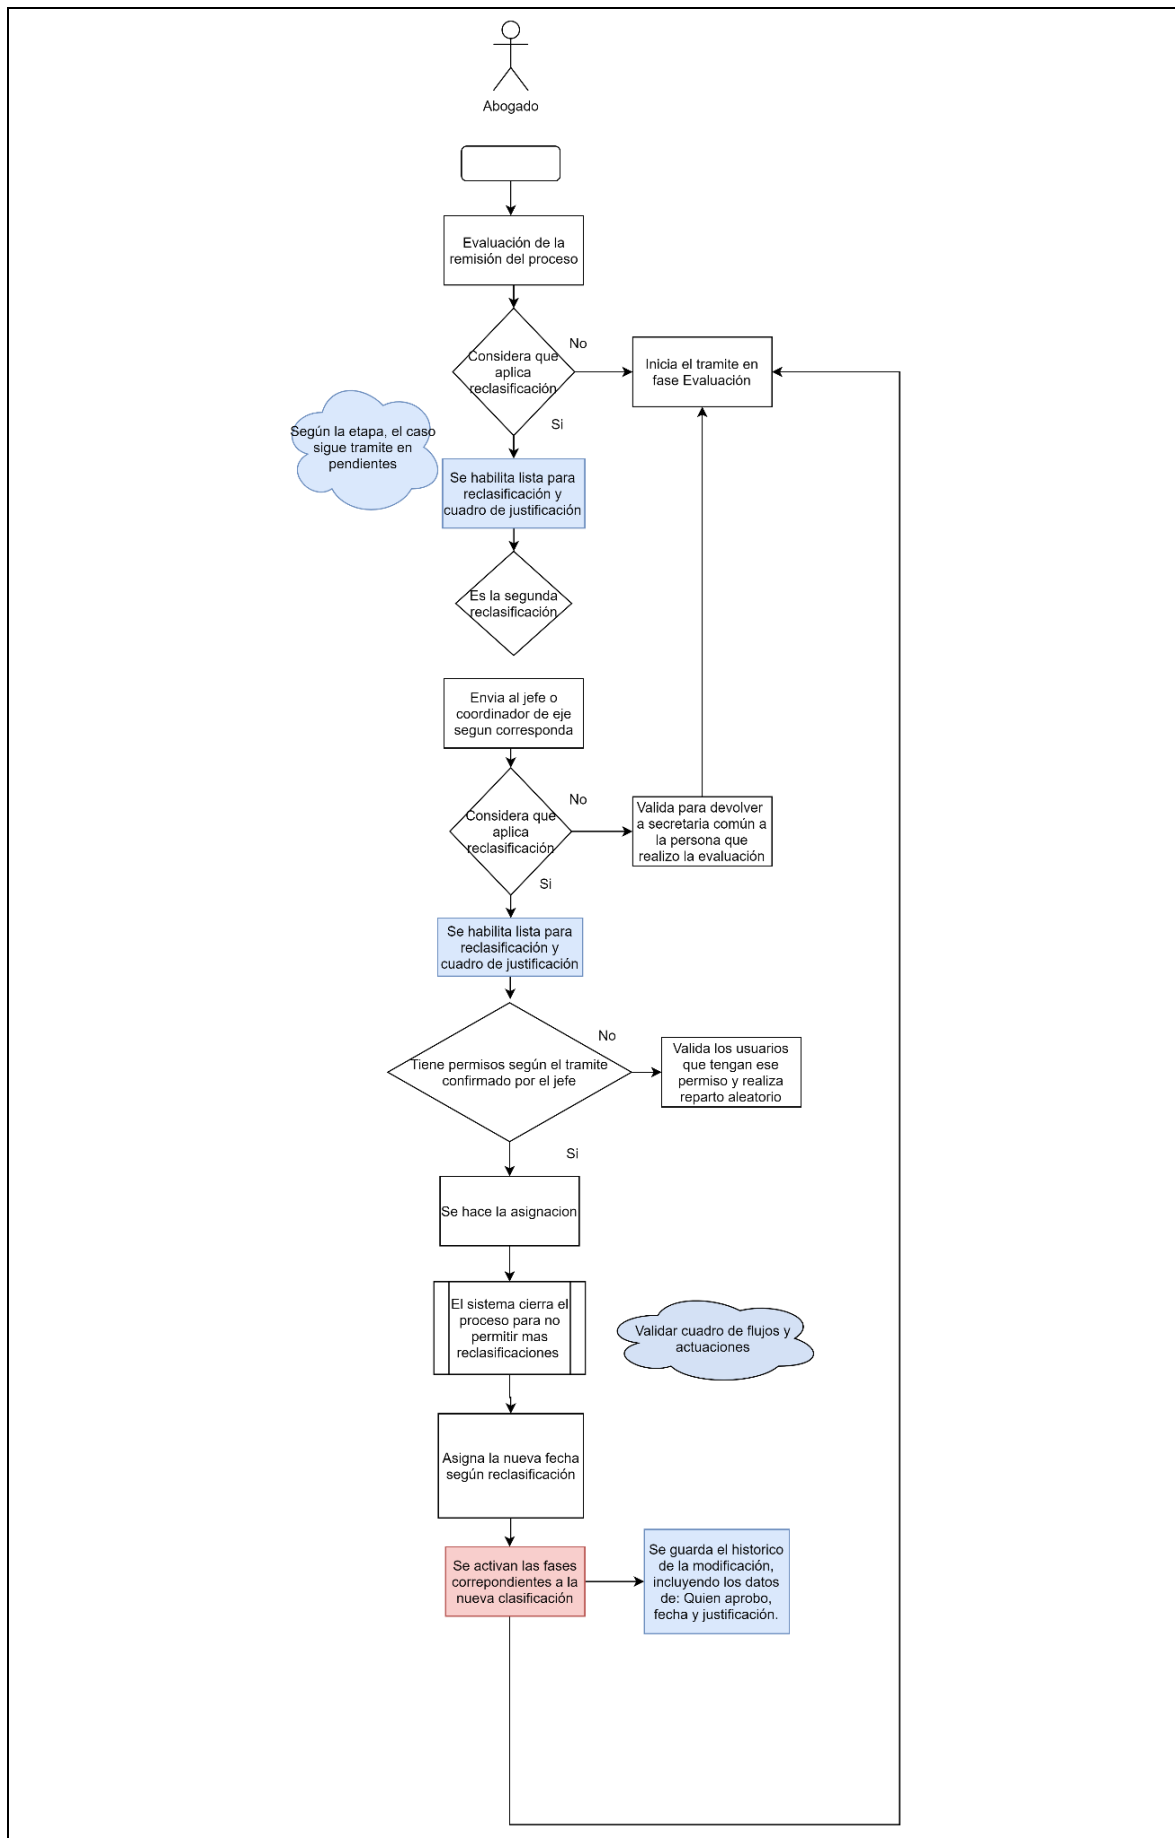 Abogado
Evaluación de la
remisión del proceso
Considera que
aplica
reclasificación
No
Inicia el tramite en
fase Evaluación
Si
Según la etapa, el caso
sigue tramite en
pendientes
Se habilita lista para
reclasificación y
cuadro de justificación
Es la segunda
reclasificación
Envia al jefe o
coordinador de eje
segun corresponda
Considera que
aplica
reclasificación
No
Valida para devolver
a secretaria común a
la persona que
realizo la evaluación
Si
Se habilita lista para
reclasificación y
cuadro de justificación
Tiene permisos según el tramite
confirmado por el jefe
No
Valida los usuarios
que tengan ese
permiso y realiza
reparto aleatorio
Si
Se hace la asignacion
El sistema cierra el
proceso para no
permitir mas
reclasificaciones
Validar cuadro de flujos y
actuaciones
Asigna la nueva fecha
según reclasificación
Se activan las fases
correpondientes a la
nueva clasificación
Se guarda el historico
de la modificación,
incluyendo los datos
de: Quien aprobo,
fecha y justificación.